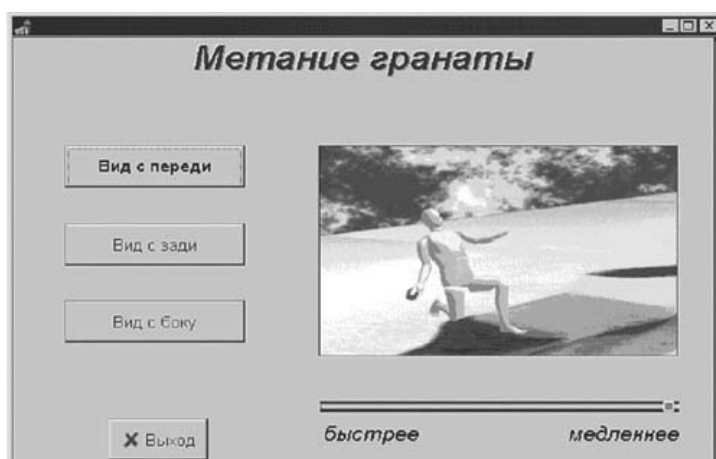 Метание гранаты
Вид с переди
Вид с зади
Вид с боку
Выход
быстрее
медленнее